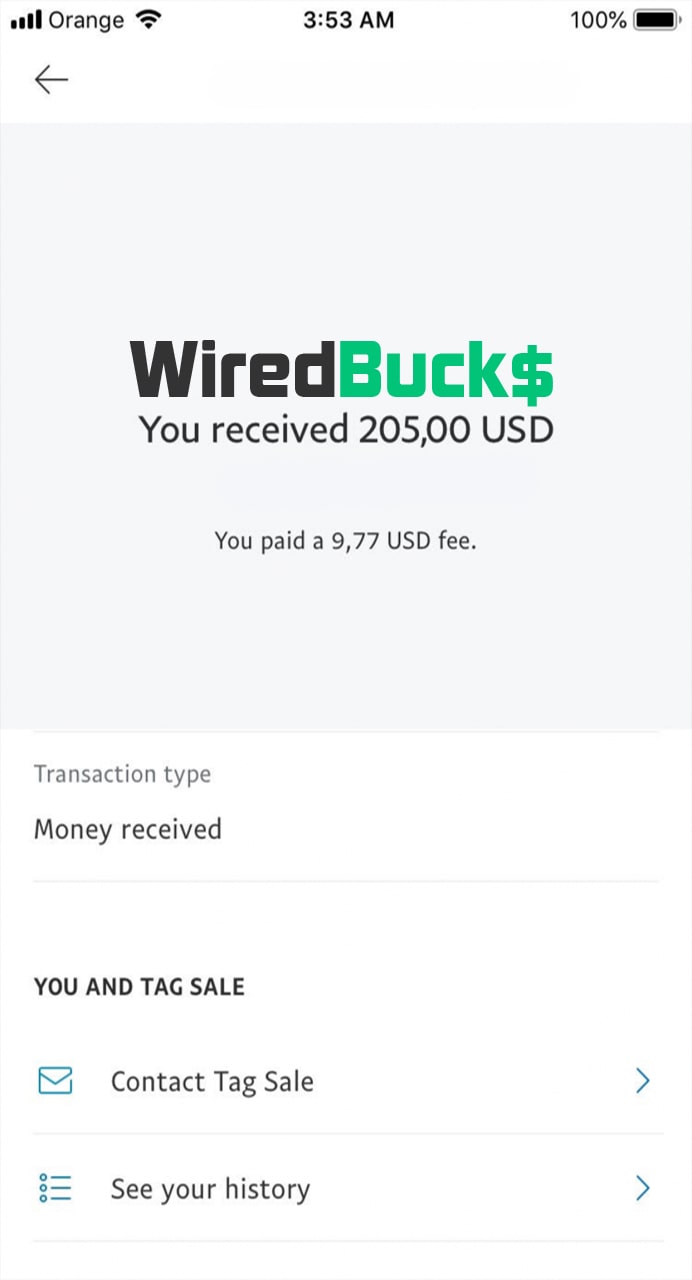 Orange 3:53 AM 100%
WiredBuck$
You received 205,00 USD
You paid a 9,77 USD fee.
Transaction type
Money received
YOU AND TAG SALE
Contact Tag Sale
See your history